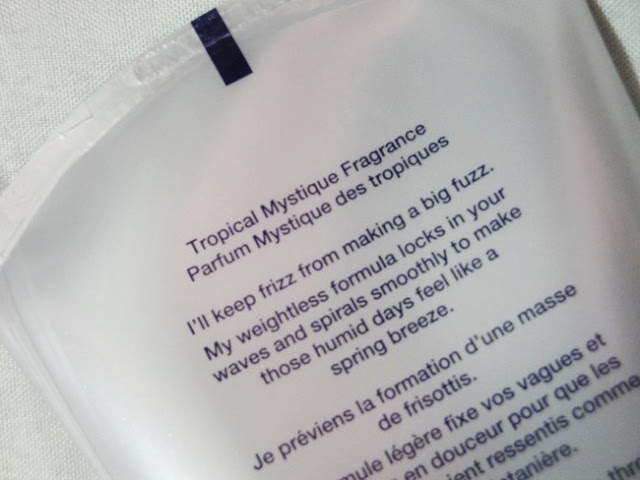 Tropical Mystique Fragrance
Parfum Mystique des tropiques
I'll keep frizz from making a big fuzz.
My weightless formula locks in your
waves and spirals smoothly to make
those humid days feel like a
spring breeze.
Je préviens la formation d'une masse
de frisottis.
légère fixe vos vagues et
en douceur pour que les
ressentis comme